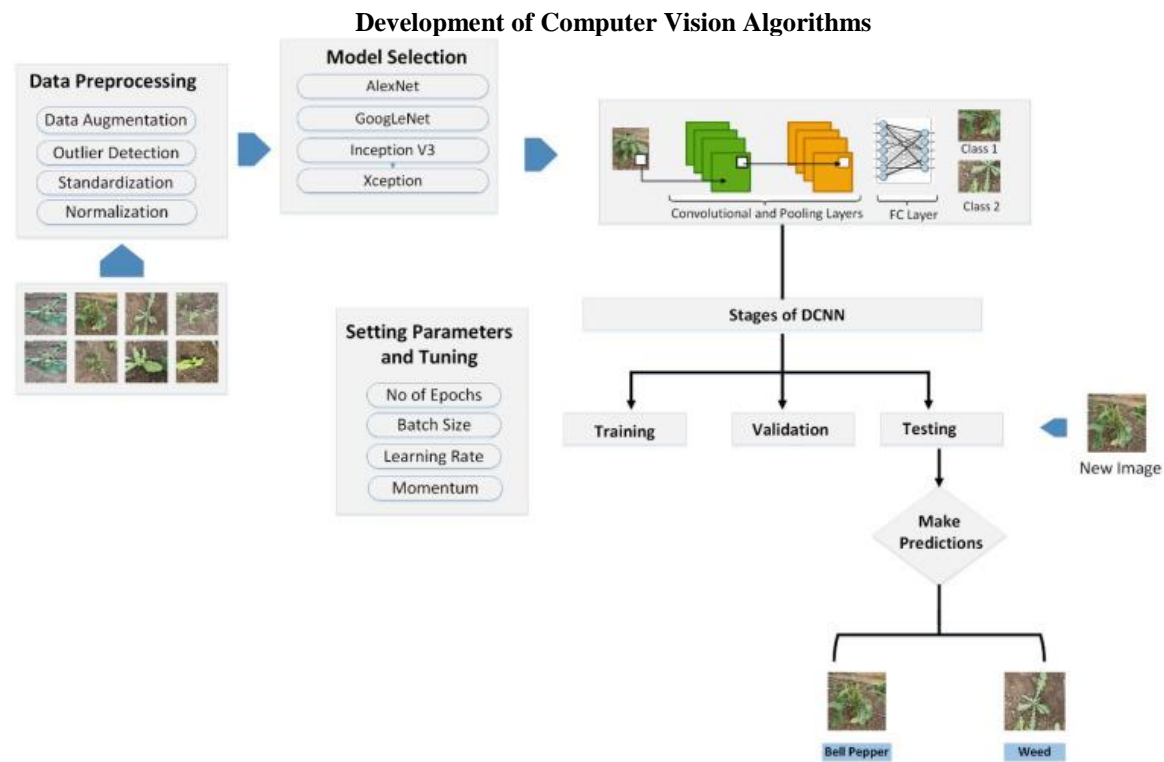 Development of Computer Vision Algorithms
Data Preprocessing
Data Augmentation
Outlier Detection
Standardization
Normalization
Model Selection
AlexNet
GoogLeNet
Inception V3
Xception
Convolutional and Pooling Layers
FC Layer
Class 1
Class 2
Stages of DCNN
Setting Parameters
and Tuning
No of Epochs
Batch Size
Learning Rate
Momentum
Training
Validation
Testing
New Image
Make
Predictions
Bell Pepper
Weed